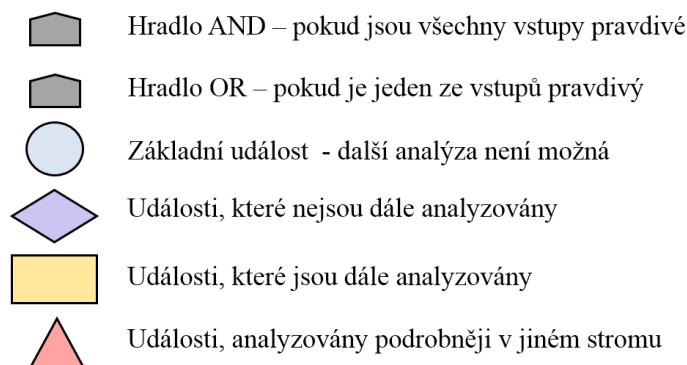 Hradlo AND – pokud jsou všechny vstupy pravdivé
Hradlo OR – pokud je jeden ze vstupů pravdivý
Základní událost - další analýza není možná
Události, které nejsou dále analyzovány
Události, které jsou dále analyzovány
Události, analyzovány podrobněji v jiném stromu